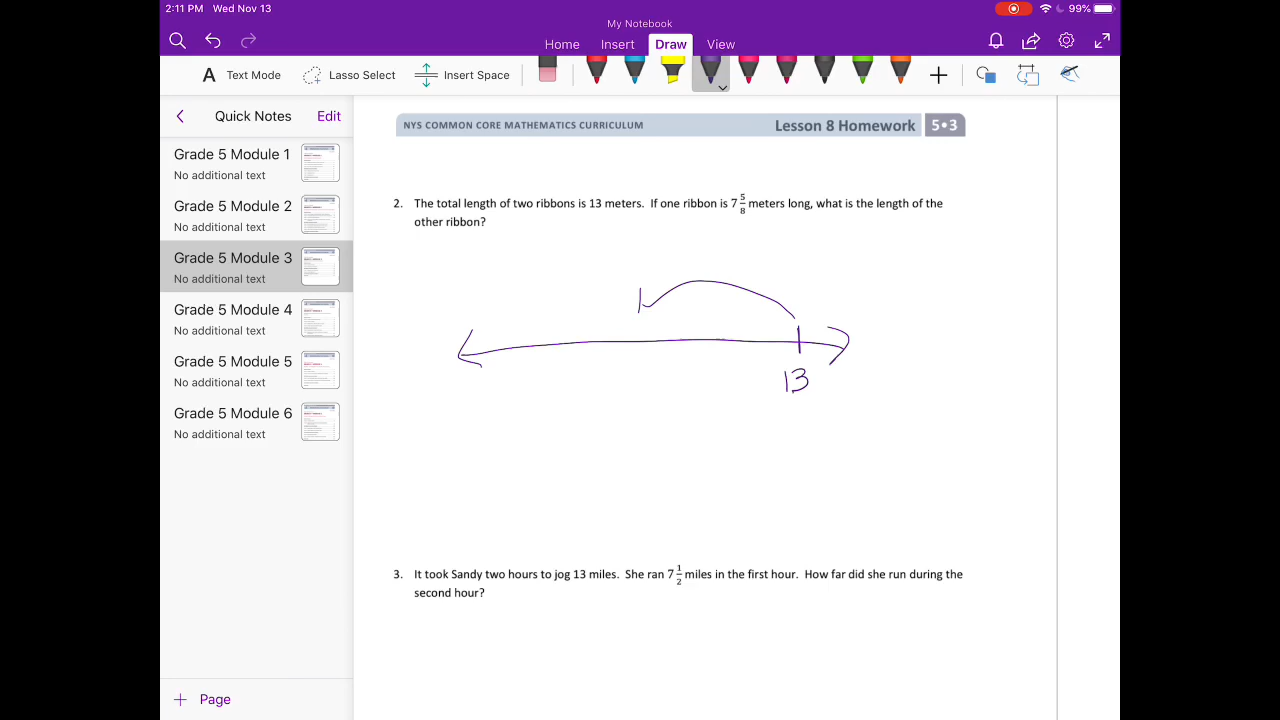 2:11 PM Wed Nov 13
99%
My Notebook
Home Insert Draw View
A Text Mode Lasso Select Insert Space
Quick Notes Edit
Grade 5 Module 1
No additional text
Grade 5 Module 2
No additional text
Grade 5 Module 3
No additional text
Grade 5 Module 4
No additional text
Grade 5 Module 5
No additional text
Grade 5 Module 6
No additional text
+ Page
NYS COMMON CORE MATHEMATICS CURRICULUM Lesson 8 Homework 5•3
2. The total length of two ribbons is 13 meters. If one ribbon is 7 5/8 meters long, what is the length of the
other ribbon?
13
3. It took Sandy two hours to jog 13 miles. She ran 7 1/2 miles in the first hour. How far did she run during the
second hour?